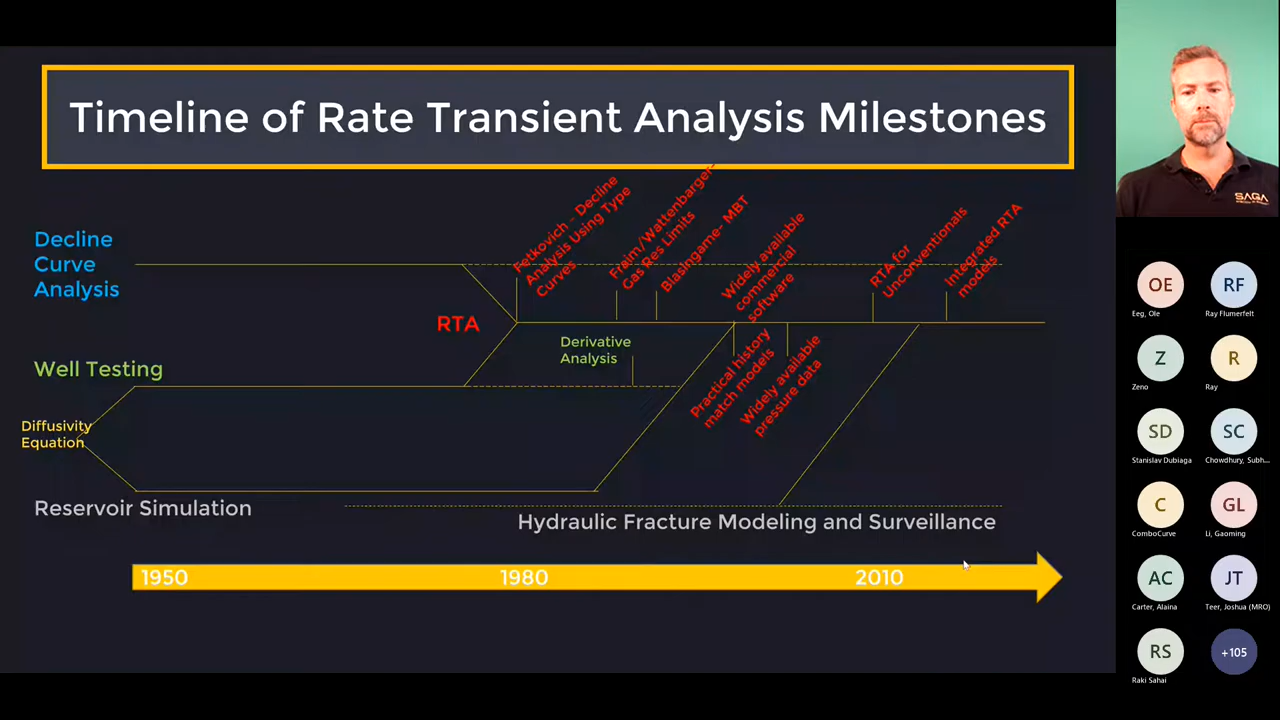 Timeline of Rate Transient Analysis Milestones
Decline
Curve
Analysis
Fetkovich - Decline
Analysis Using Type
Curves
Fraim/Wattenbarger-
Gas Res Limits
Blasingame- MBT
Widely available
commercial
software
RTA for
Unconventionals
Integrated RTA
models
RTA
Derivative
Analysis
Well Testing
Practical history
match models
Widely available
pressure data
Diffusivity
Equation
Reservoir Simulation
Hydraulic Fracture Modeling and Surveillance
1950
1980
2010
SAGA
OE
Eeg, Ole
RF
Ray Flumerfelt
Z
Zeno
R
Ray
SD
Stanislav Dubiaga
SC
Chowdhury, Subh...
C
ComboCurve
GL
Li, Gaoming
AC
Carter, Alaina
JT
Teer, Joshua (MRO)
RS
Raki Sahai
+105